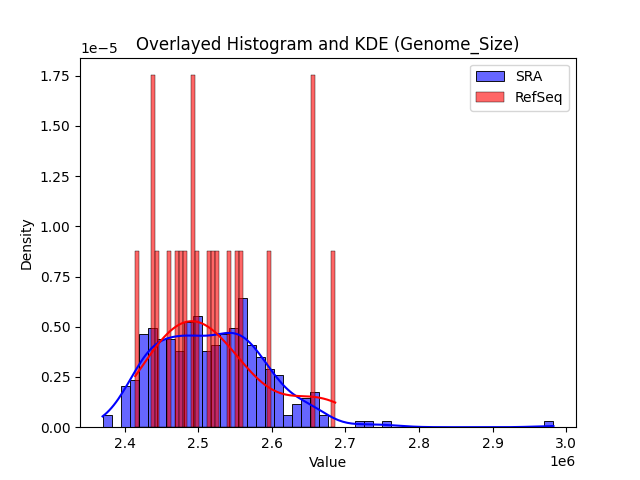 Overlayed Histogram and KDE (Genome_Size)
1e−5
SRA
RefSeq
1.75
1.50
1.25
1.00
0.75
0.50
0.25
0.00
Density
2.4 2.5 2.6 2.7 2.8 2.9 3.0
Value
1e6